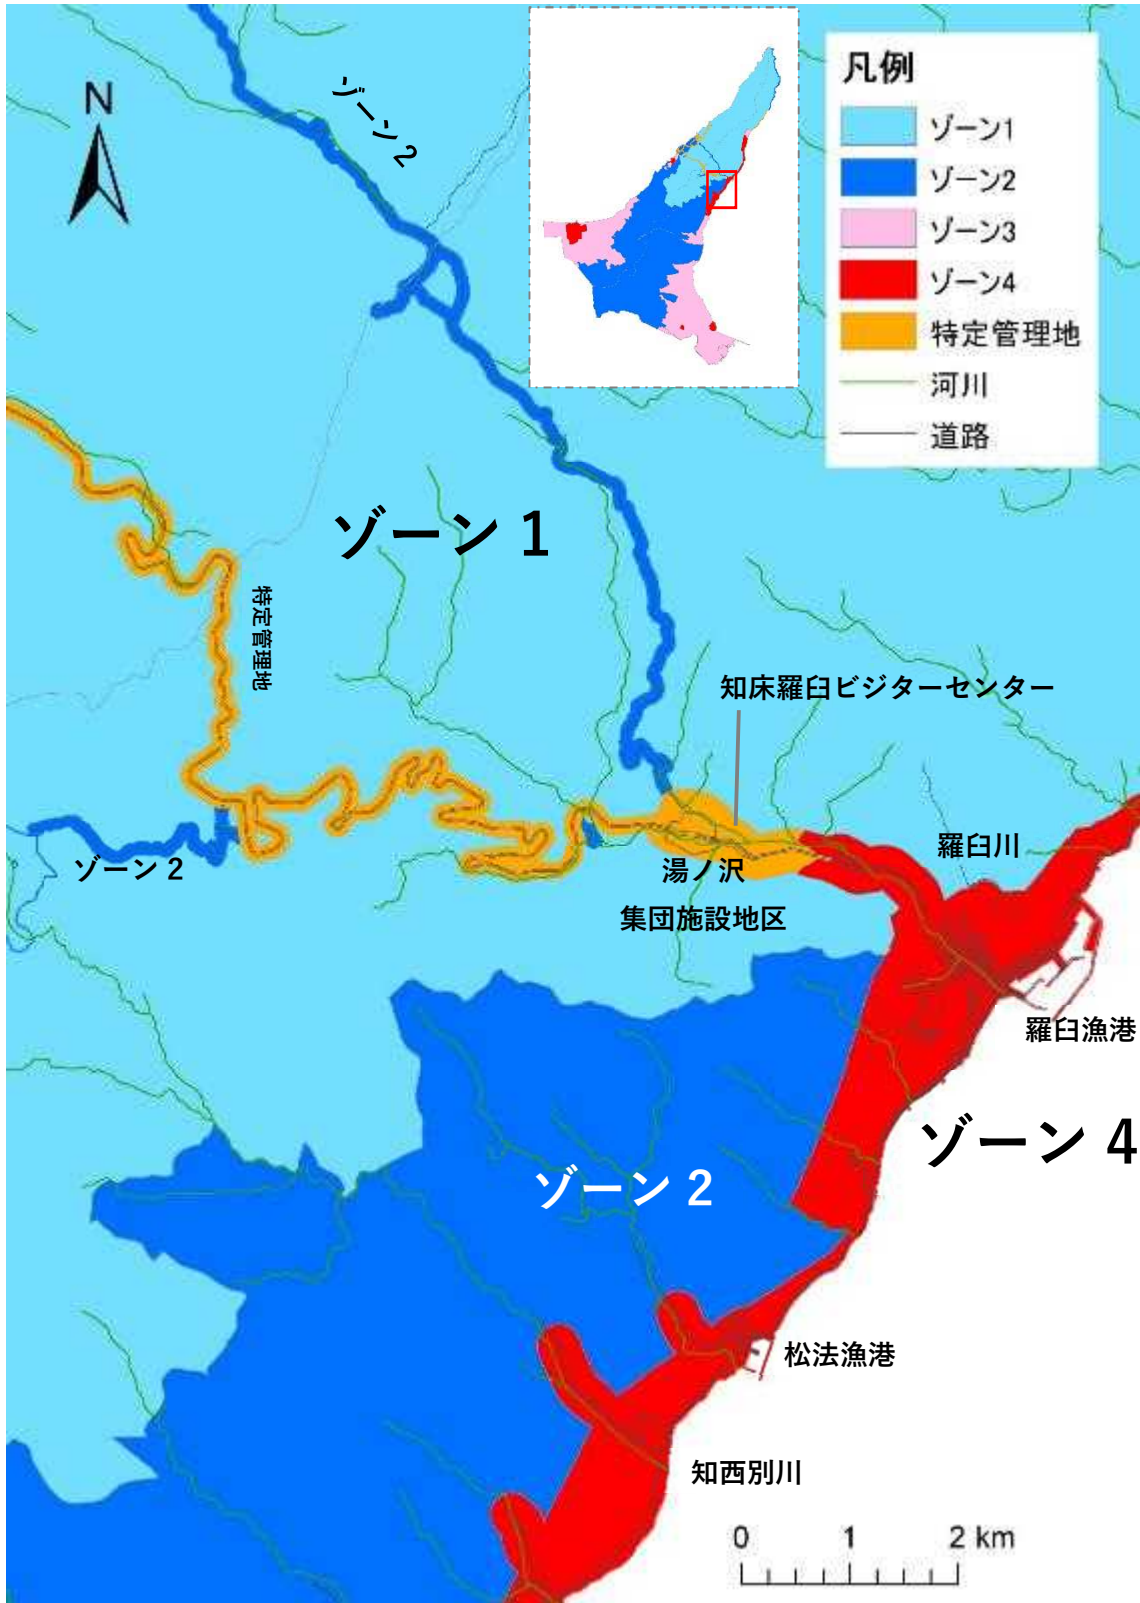 N
ゾーン2
凡例
ゾーン1
ゾーン2
ゾーン3
ゾーン4
特定管理地
河川
道路
ゾーン 1
特定管理地
知床羅臼ビジターセンター
ゾーン 2
湯ノ沢
集団施設地区
羅臼川
羅臼漁港
ゾーン 4
ゾーン 2
松法漁港
知西別川
0 1 2 km